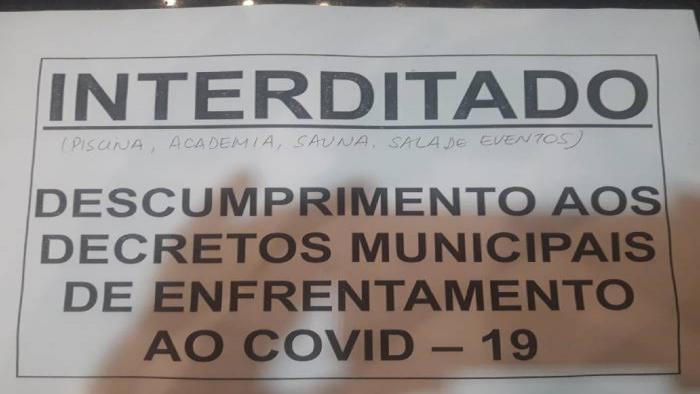 INTERDITADO
(PISCINA, ACADEMIA, SAUNA. SALA DE EVENTOS)
DESCUMPRIMENTO AOS
DECRETOS MUNICIPAIS
DE ENFRENTAMENTO
AO COVID – 19